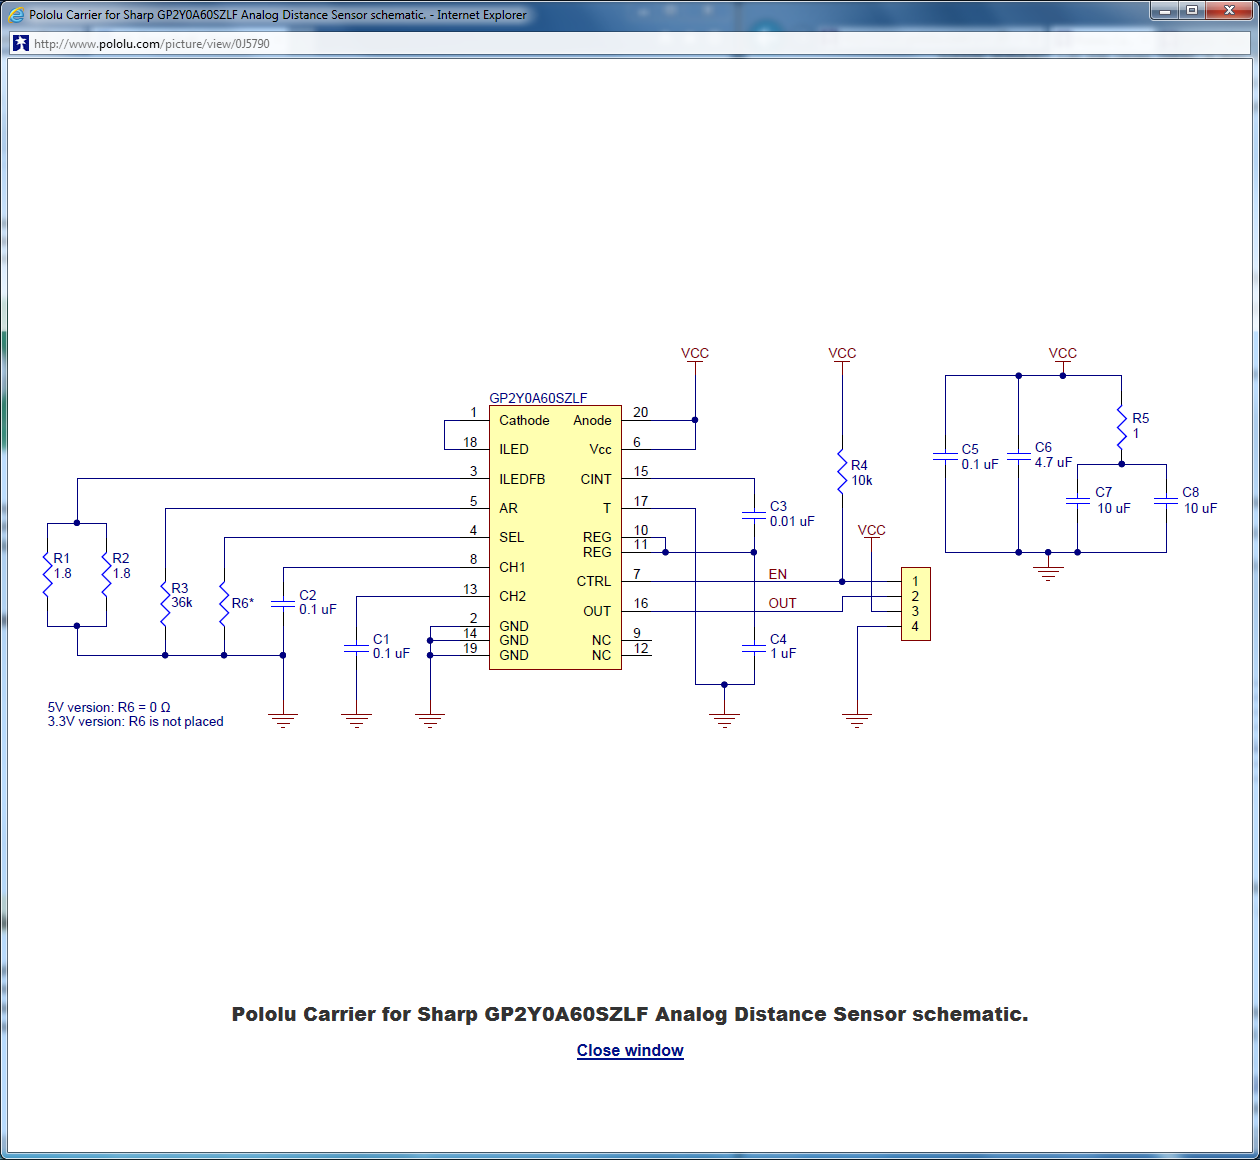 Pololu Carrier for Sharp GP2Y0A60SZLF Analog Distance Sensor schematic. - Internet Explorer
http://www.pololu.com/picture/view/0J5790
VCC
VCC
VCC
GP2Y0A60SZLF
1 Cathode Anode 20
18 ILED Vcc 6
3 ILEDFB CINT 15
5 AR T 17
4 SEL REG 10
REG 11
8 CH1 CTRL 7
13 CH2 OUT 16
2 GND
14 GND NC 9
19 GND NC 12
R1
1.8
R2
1.8
R3
36k
R6*
C2
0.1 uF
C1
0.1 uF
C3
0.01 uF
C4
1 uF
EN
OUT
R4
10k
VCC
1
2
3
4
C5
0.1 uF
C6
4.7 uF
R5
1
C7
10 uF
C8
10 uF
5V version: R6 = 0 Ω
3.3V version: R6 is not placed
Pololu Carrier for Sharp GP2Y0A60SZLF Analog Distance Sensor schematic.
Close window